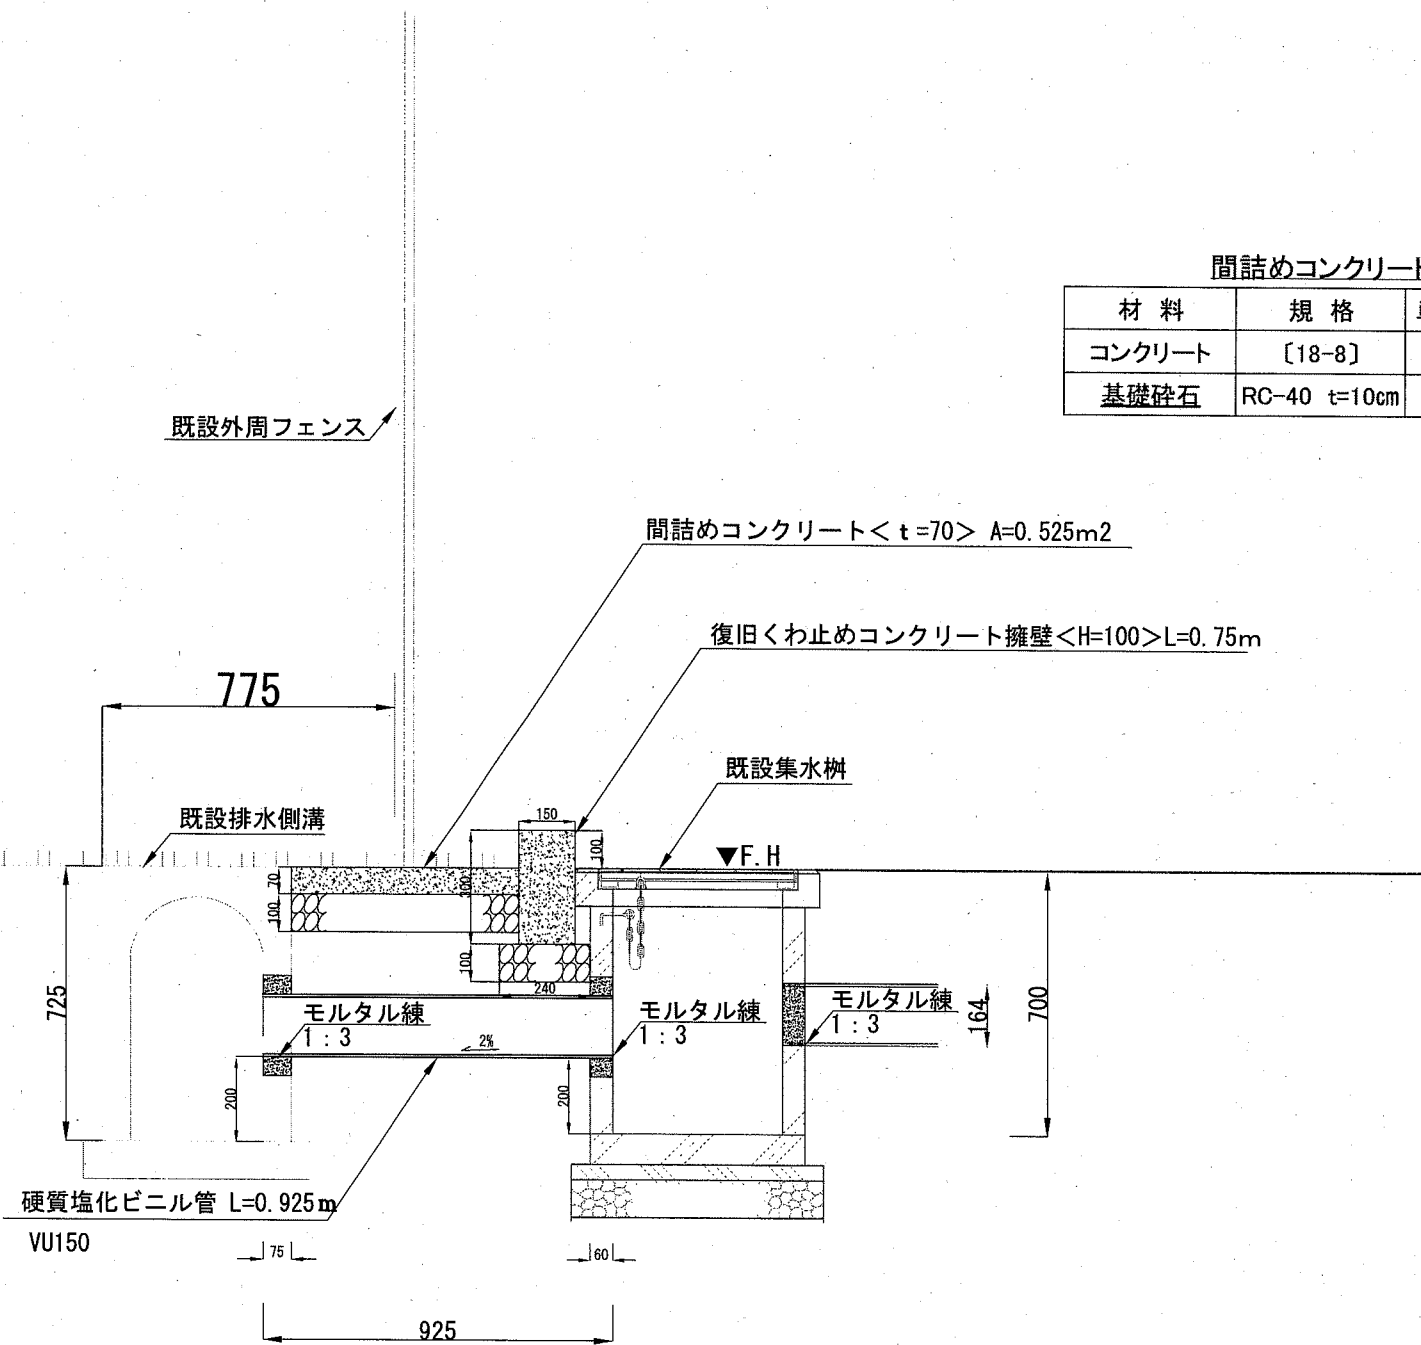 間詰めコンクリート
材 料
規 格
コンクリート
〔18-8〕
基礎砕石
RC-40 t=10cm
既設外周フェンス
間詰めコンクリート＜t=70＞ A=0.525m2
復旧くわ止めコンクリート擁壁＜H=100＞L=0.75m
775
既設集水桝
既設排水側溝
150
100
▼F.H
70
300
100
100
240
725
モルタル練
1:3
モルタル練
1:3
モルタル練
1:3
164
700
2%
200
200
硬質塩化ビニル管 L=0.925m
VU150
75
60
925